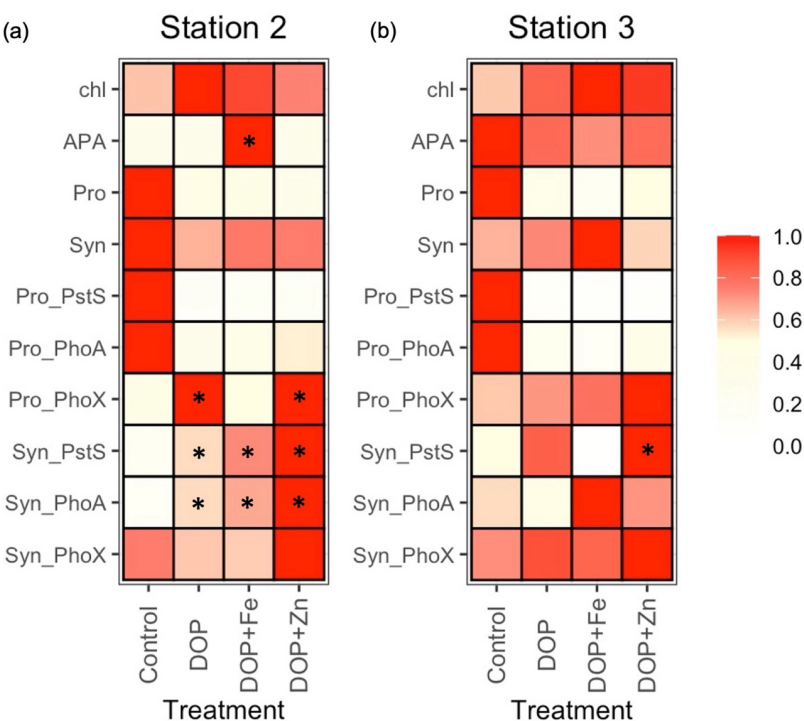 (a) Station 2
(b) Station 3
chl
APA *
Pro
Syn
Pro_PstS
Pro_PhoA
Pro_PhoX * *
Syn_PstS * * *
Syn_PhoA * * *
Syn_PhoX
Control DOP DOP+Fe DOP+Zn
Treatment
chl
APA
Pro
Syn
Pro_PstS
Pro_PhoA
Pro_PhoX
Syn_PstS *
Syn_PhoA
Syn_PhoX
Control DOP DOP+Fe DOP+Zn
Treatment
1.0
0.8
0.6
0.4
0.2
0.0